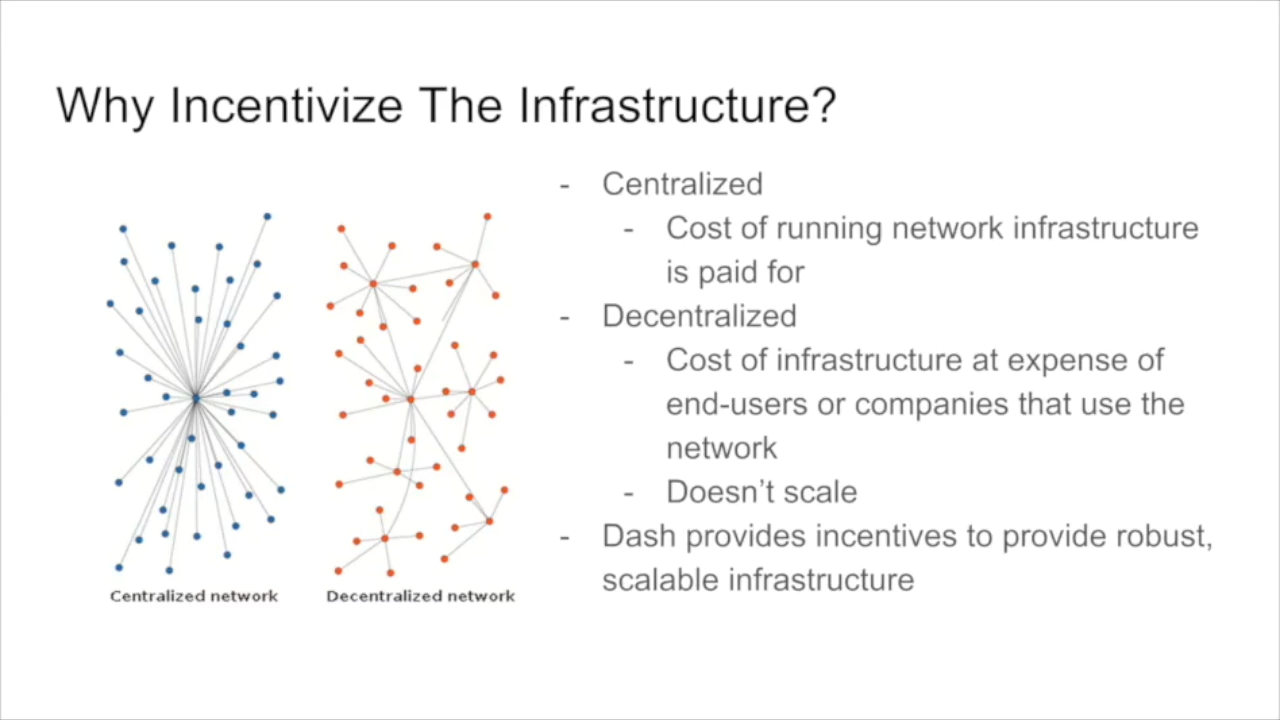 Why Incentivize The Infrastructure?
- Centralized
- Cost of running network infrastructure
is paid for
- Decentralized
- Cost of infrastructure at expense of
end-users or companies that use the
network
- Doesn’t scale
- Dash provides incentives to provide robust,
scalable infrastructure
Centralized network
Decentralized network